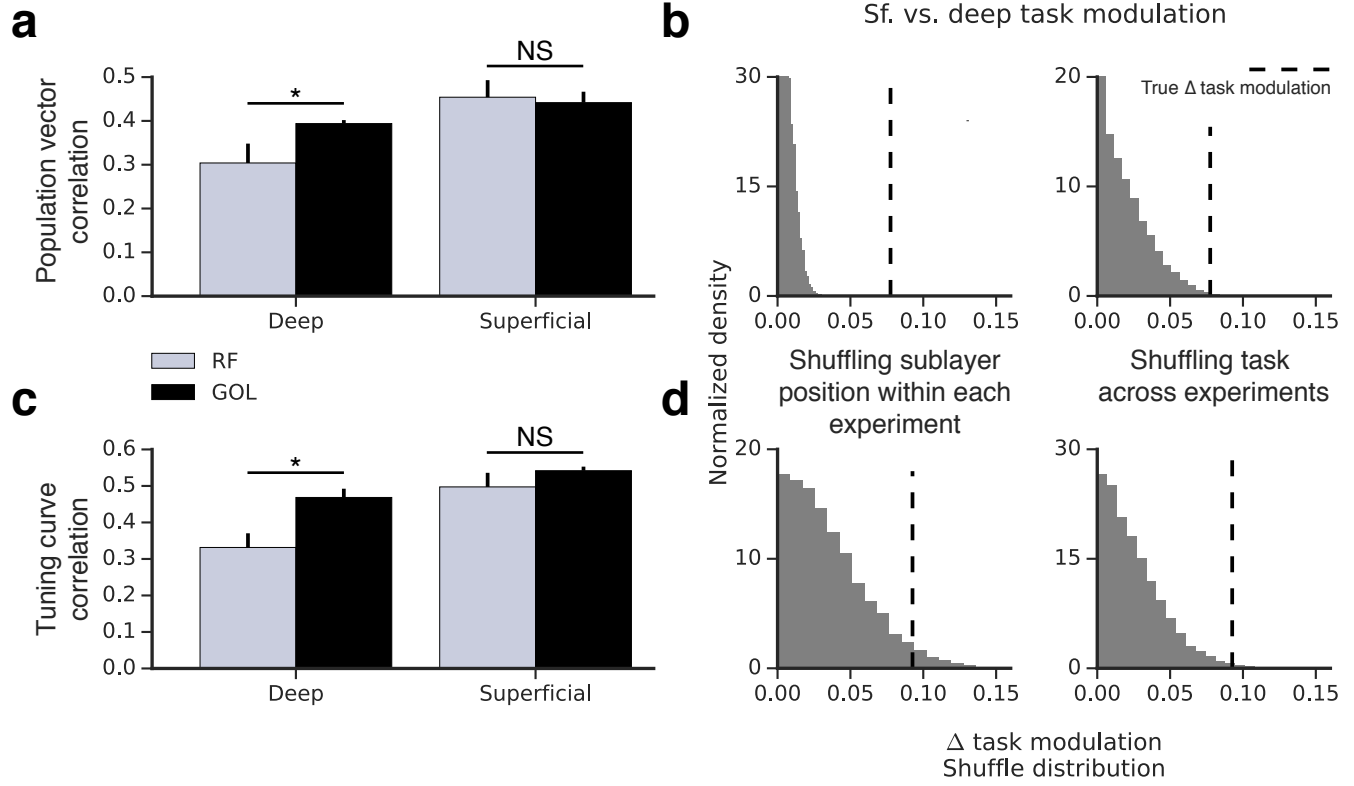 a
Population vector
correlation
0.5
0.4
0.3
0.2
0.1
0.0
*
NS
Deep
Superficial
RF
GOL
b
Sf. vs. deep task modulation
Normalized density
30
15
0
0.00 0.05 0.10 0.15
Shuffling sublayer
position within each
experiment
20
10
0
True Δ task modulation
0.00 0.05 0.10 0.15
Shuffling task
across experiments
c
Tuning curve
correlation
0.6
0.5
0.4
0.3
0.2
0.1
0.0
*
NS
Deep
Superficial
d
20
10
0
0.00 0.05 0.10 0.15
30
15
0
0.00 0.05 0.10 0.15
Δ task modulation
Shuffle distribution